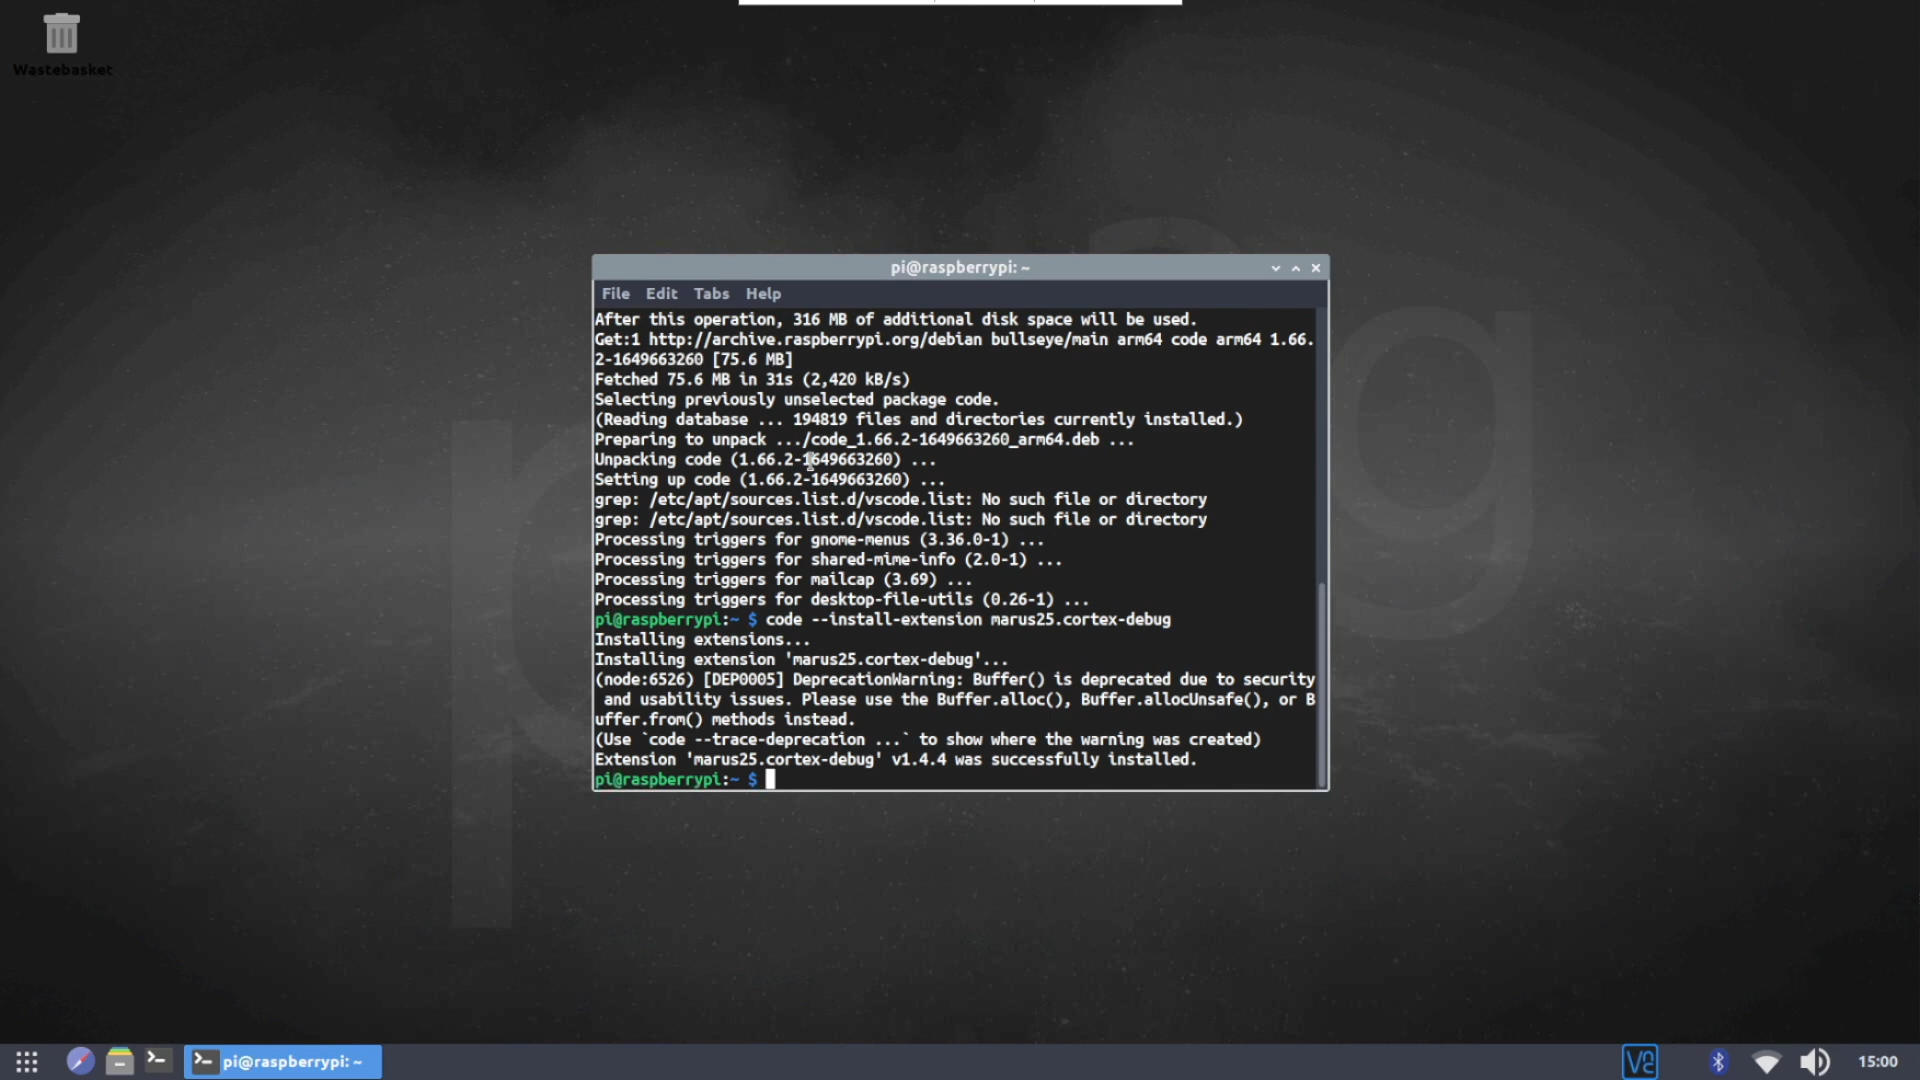 Wastebasket
pi@raspberrypi: ~
File Edit Tabs Help
After this operation, 316 MB of additional disk space will be used.
Get:1 http://archive.raspberrypi.org/debian bullseye/main arm64 code arm64 1.66.
2-1649663260 [75.6 MB]
Fetched 75.6 MB in 31s (2,420 kB/s)
Selecting previously unselected package code.
(Reading database ... 194819 files and directories currently installed.)
Preparing to unpack .../code_1.66.2-1649663260_arm64.deb ...
Unpacking code (1.66.2-1649663260) ...
Setting up code (1.66.2-1649663260) ...
grep: /etc/apt/sources.list.d/vscode.list: No such file or directory
grep: /etc/apt/sources.list.d/vscode.list: No such file or directory
Processing triggers for gnome-menus (3.36.0-1) ...
Processing triggers for shared-mime-info (2.0-1) ...
Processing triggers for mailcap (3.69) ...
Processing triggers for desktop-file-utils (0.26-1) ...
pi@raspberrypi:~ $ code --install-extension marus25.cortex-debug
Installing extensions...
Installing extension 'marus25.cortex-debug'...
(node:6526) [DEP0005] DeprecationWarning: Buffer() is deprecated due to security
 and usability issues. Please use the Buffer.alloc(), Buffer.allocUnsafe(), or B
uffer.from() methods instead.
(Use `code --trace-deprecation ...` to show where the warning was created)
Extension 'marus25.cortex-debug' v1.4.4 was successfully installed.
pi@raspberrypi:~ $
pi@raspberrypi: ~
15:00